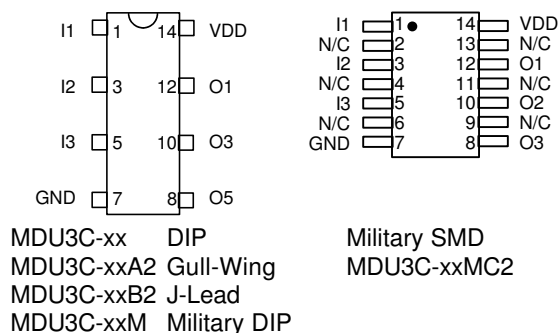 I1 1 14 VDD
I2 3 12 O1
I3 5 10 O3
GND 7 8 O5
MDU3C-xx DIP
MDU3C-xxA2 Gull-Wing
MDU3C-xxB2 J-Lead
MDU3C-xxM Military DIP
I1 1 14 VDD
N/C 2 13 N/C
I2 3 12 O1
N/C 4 11 N/C
I3 5 10 O2
N/C 6 9 N/C
GND 7 8 O3
Military SMD
MDU3C-xxMC2